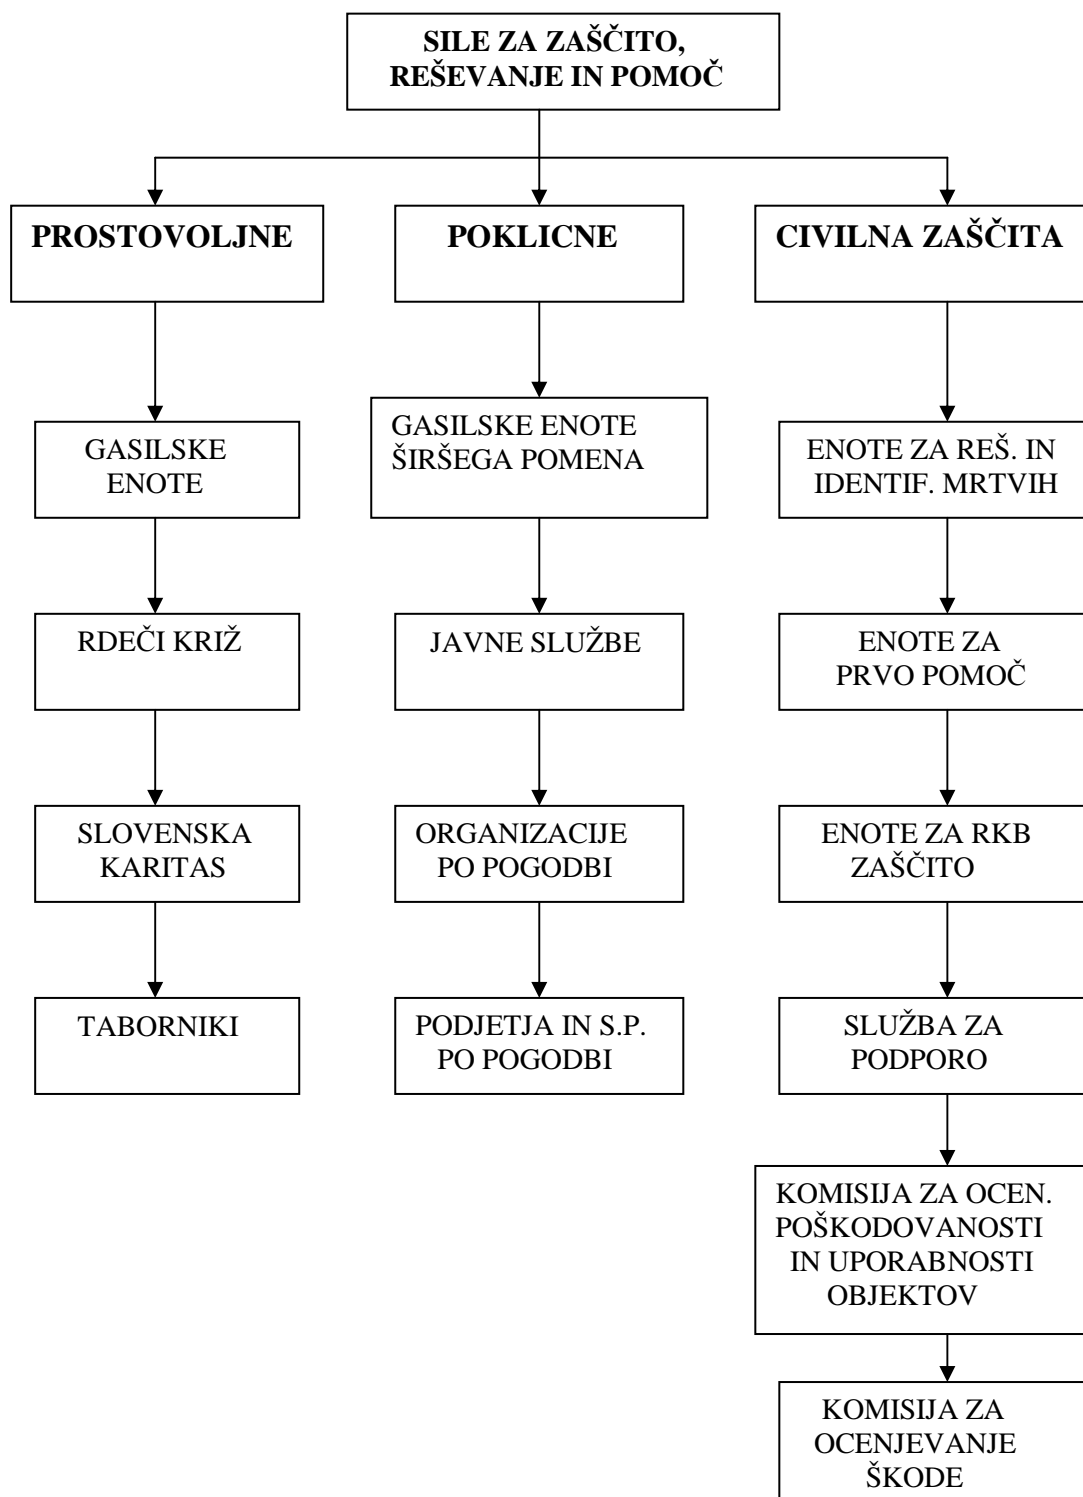 SILE ZA ZAŠČITO,
REŠEVANJE IN POMOČ
PROSTOVOLJNE
POKLICNE
CIVILNA ZAŠČITA
GASILSKE
ENOTE
GASILSKE ENOTE
ŠIRŠEGA POMENA
ENOTE ZA REŠ. IN
IDENTIF. MRTVIH
RDEČI KRIŽ
JAVNE SLUŽBE
ENOTE ZA
PRVO POMOČ
SLOVENSKA
KARITAS
ORGANIZACIJE
PO POGODBI
ENOTE ZA RKB
ZAŠČITO
TABORNIKI
PODJETJA IN S.P.
PO POGODBI
SLUŽBA ZA
PODPORO
KOMISIJA ZA OCEN.
POŠKODOVANOSTI
IN UPORABNOSTI
OBJEKTOV
KOMISIJA ZA
OCENJEVANJE
ŠKODE